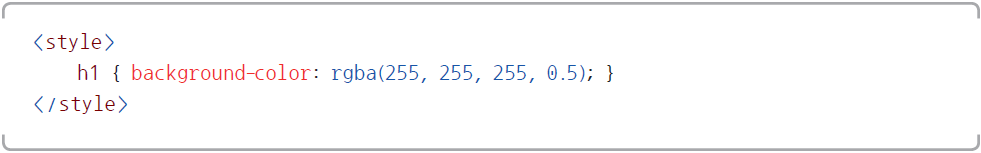 <style>
h1 { background-color: rgba(255, 255, 255, 0.5); }
</style>